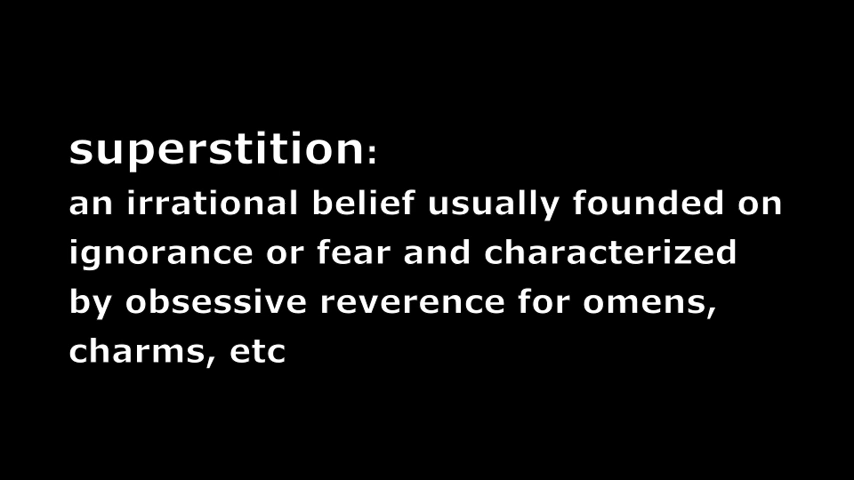 superstition:
an irrational belief usually founded on
ignorance or fear and characterized
by obsessive reverence for omens,
charms, etc